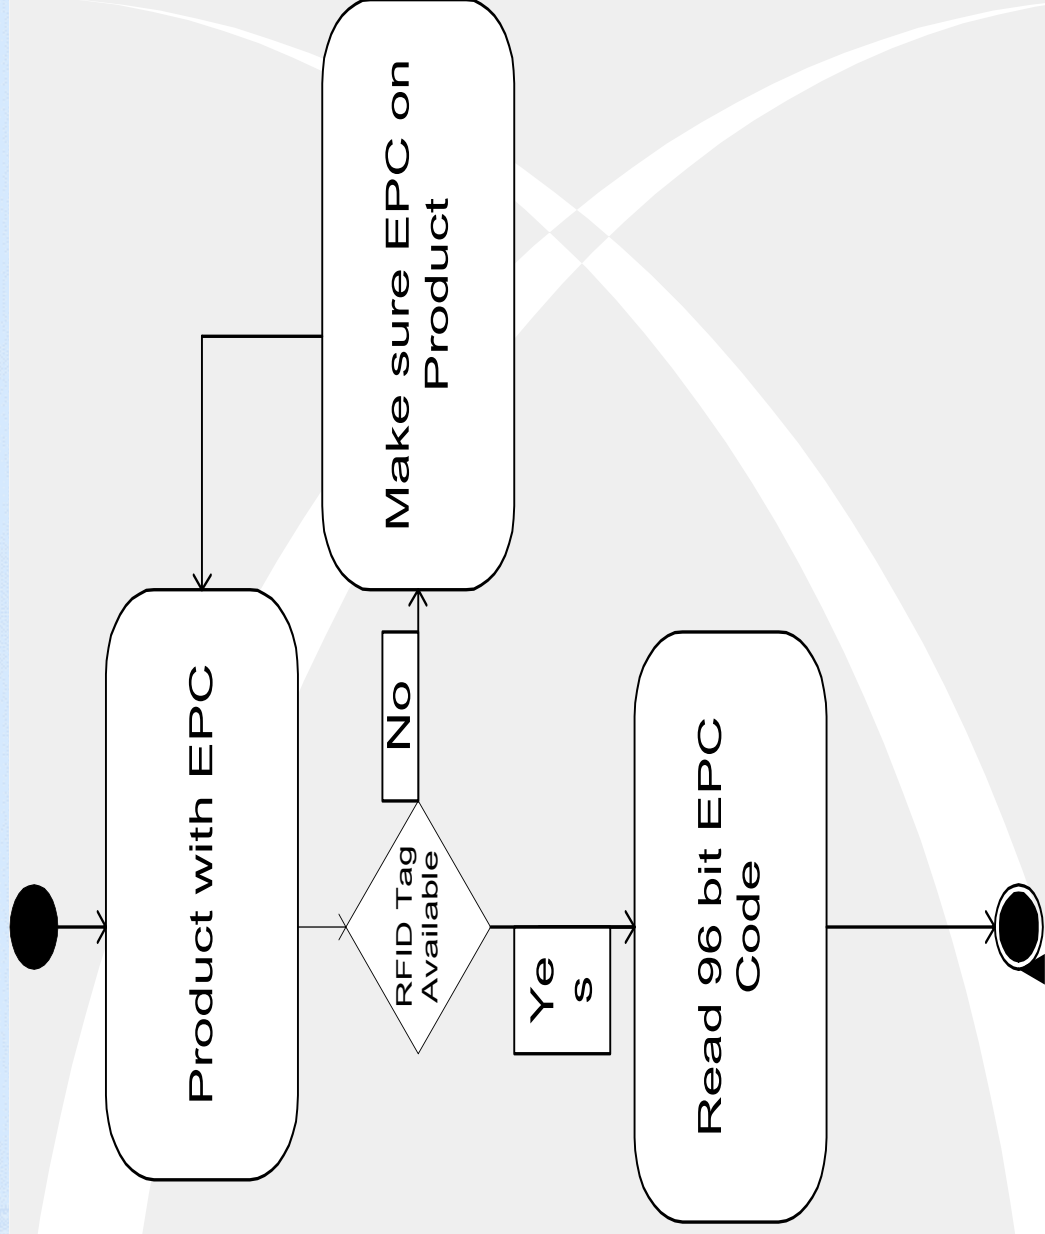 Product with EPC
RFID Tag
Available
No
Make sure EPC on
Product
Ye
s
Read 96 bit EPC
Code